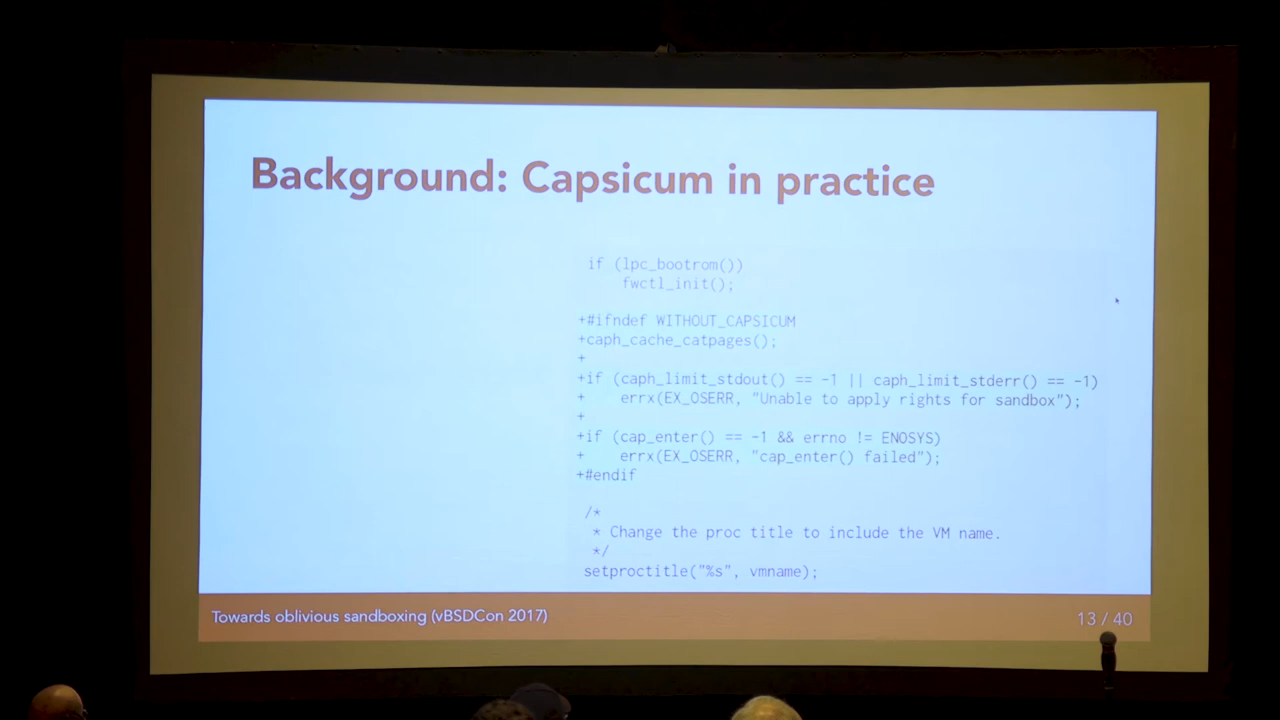 Background: Capsicum in practice
if (lpc_bootrom())
fwctl_init();
+#ifndef WITHOUT_CAPSICUM
+caph_cache_catpages();
+
+if (caph_limit_stdout() == -1 || caph_limit_stderr() == -1)
+ errx(EX_OSERR, "Unable to apply rights for sandbox");
+
+if (cap_enter() == -1 && errno != ENOSYS)
+ errx(EX_OSERR, "cap_enter() failed");
+#endif
/*
* Change the proc title to include the VM name.
*/
setproctitle("%s", vmname);
Towards oblivious sandboxing (vBSDCon 2017)
13 / 40